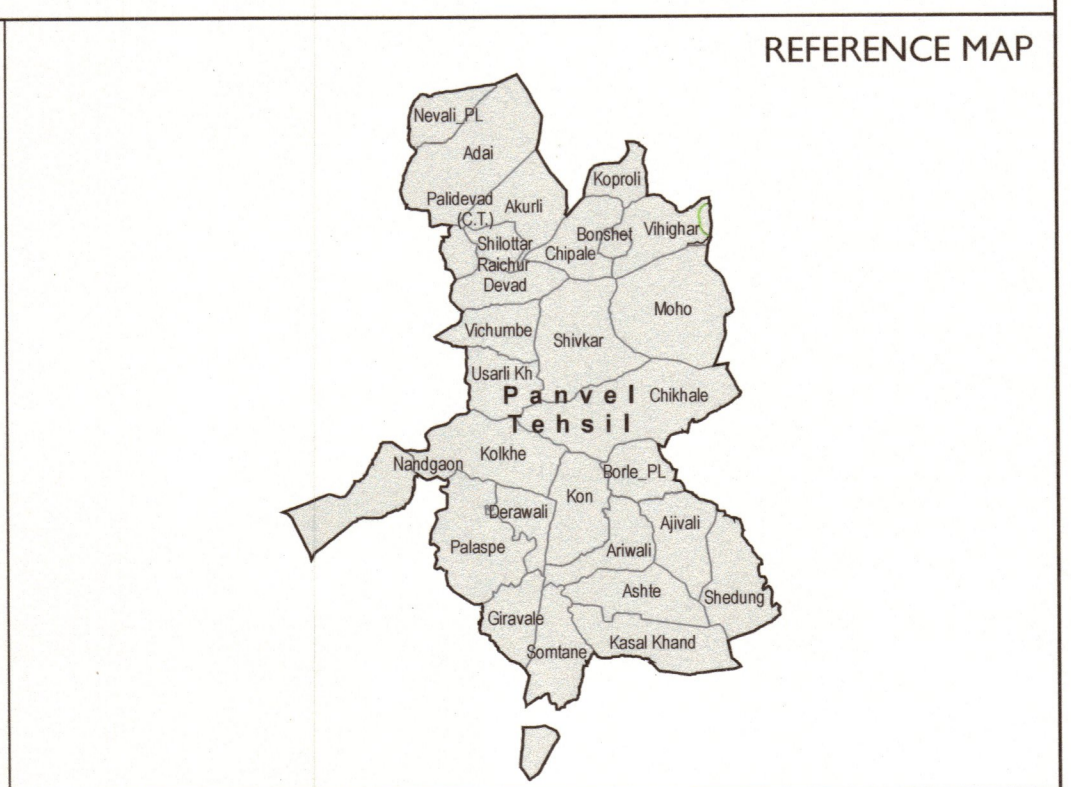 REFERENCE MAP
Nevali_PL
Adai
Koproli
Palidevad
(C.T.)
Akurli
Bonshet
Vihighar
Shilottar
Raichur
Chipale
Devad
Moho
Vichumbe
Shivkar
Usarli Kh
Panvel
Tehsil
Chikhale
Kolkhe
Nandgaon
Borle_PL
Kon
Derawali
Ajivali
Palaspe
Ariwali
Ashte
Shedung
Giravale
Kasal Khand
Somtane